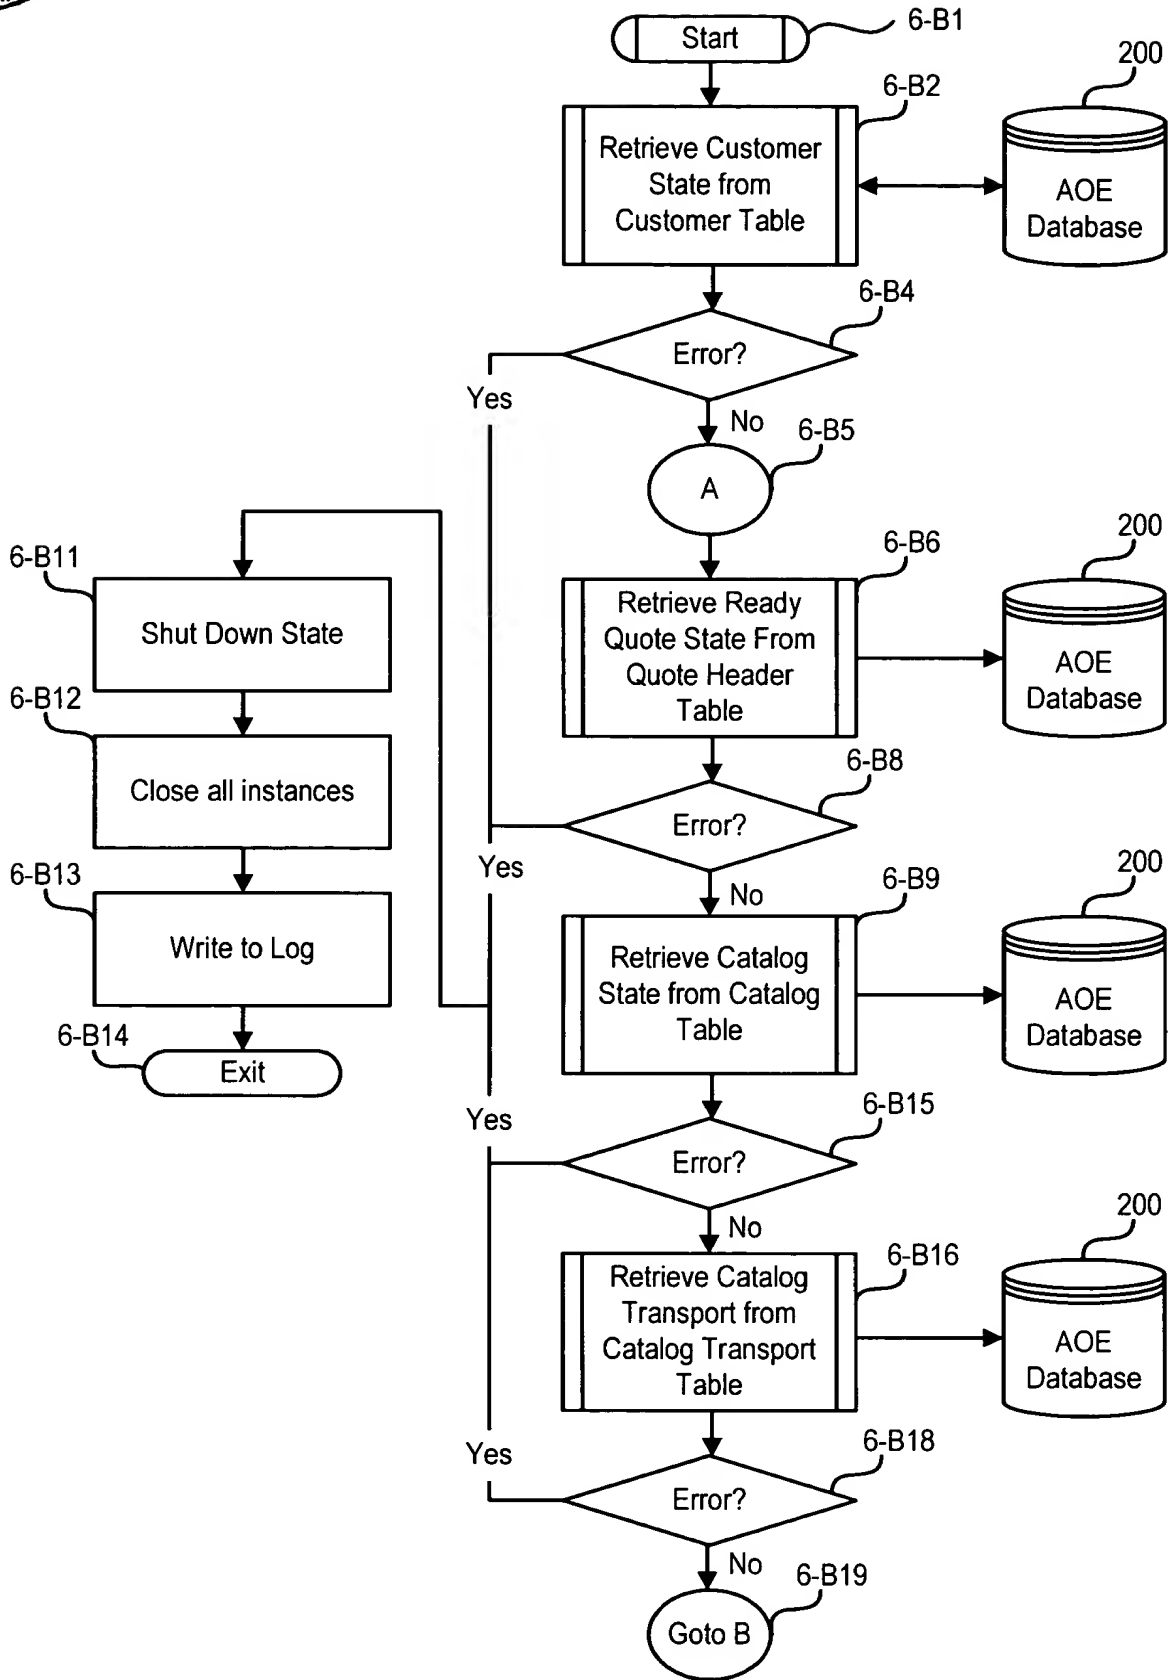 Start
6-B1
6-B2
200
Retrieve Customer
State from
Customer Table
AOE
Database
6-B4
Error?
Yes
No
6-B5
A
6-B6
200
Retrieve Ready
Quote State From
Quote Header
Table
AOE
Database
6-B11
Shut Down State
6-B12
Close all instances
6-B13
Write to Log
6-B14
Exit
6-B8
Error?
Yes
No
6-B9
200
Retrieve Catalog
State from Catalog
Table
AOE
Database
6-B15
Error?
Yes
No
6-B16
200
Retrieve Catalog
Transport from
Catalog Transport
Table
AOE
Database
6-B18
Error?
Yes
No
6-B19
Goto B